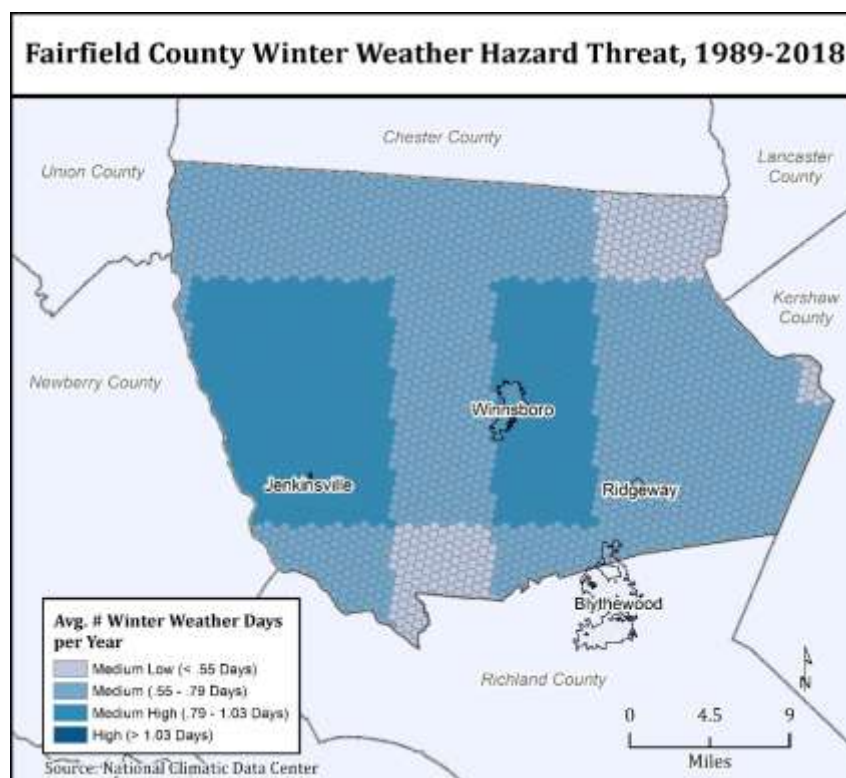 Fairfield County Winter Weather Hazard Threat, 1989-2018
Chester County
Union County
Lancaster
County
Kershaw
County
Newberry County
Winnsboro
Jenkinsville
Ridgeway
Blythewood
Avg. # Winter Weather Days
per Year
Medium Low (< .55 Days)
Medium (.55 - .79 Days)
Medium High (.79 - 1.03 Days)
High (> 1.03 Days)
Richland County
N
0 4.5 9
Miles
Source: National Climatic Data Center